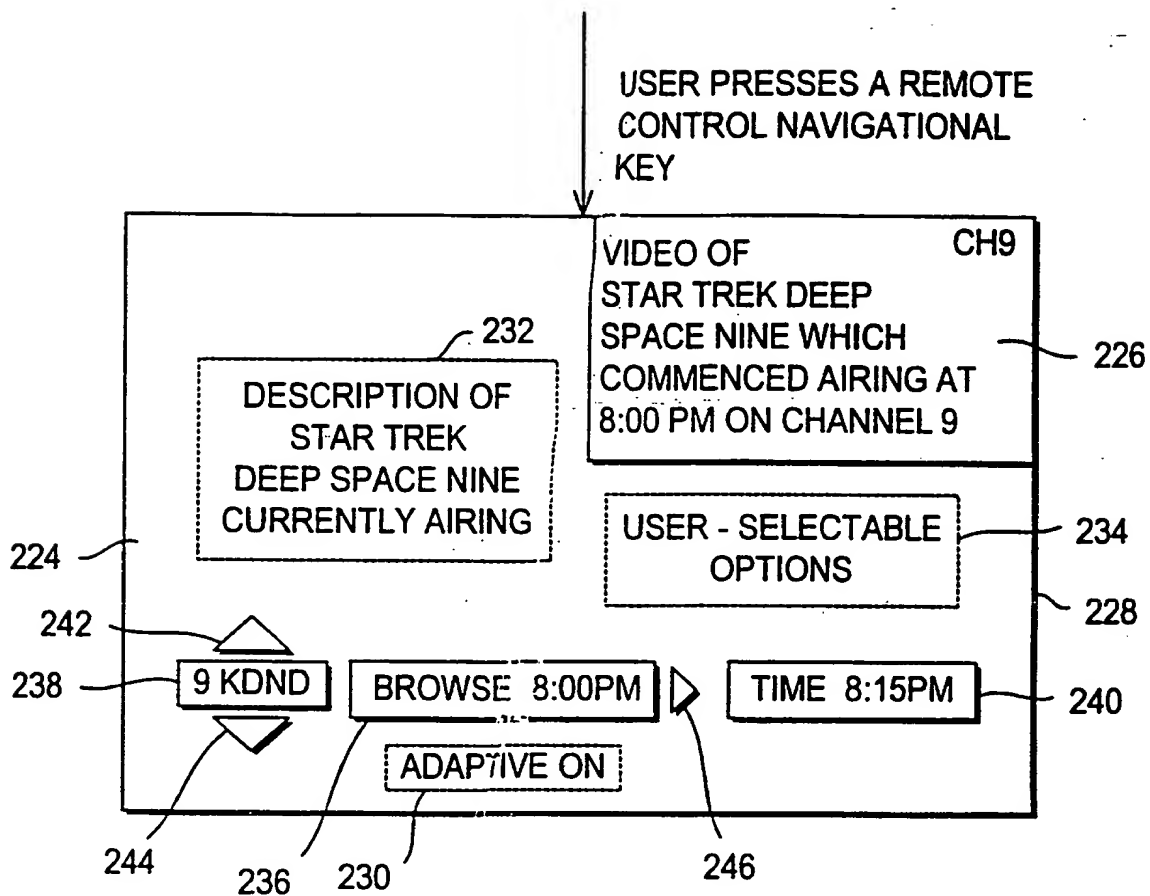 USER PRESSES A REMOTE
CONTROL NAVIGATIONAL
KEY
CH9
VIDEO OF
STAR TREK DEEP
SPACE NINE WHICH
COMMENCED AIRING AT
8:00 PM ON CHANNEL 9
226
232
DESCRIPTION OF
STAR TREK
DEEP SPACE NINE
CURRENTLY AIRING
USER - SELECTABLE
OPTIONS
234
224
228
242
238
9 KDND
BROWSE 8:00PM
TIME 8:15PM
240
ADAPTIVE ON
244
236
230
246